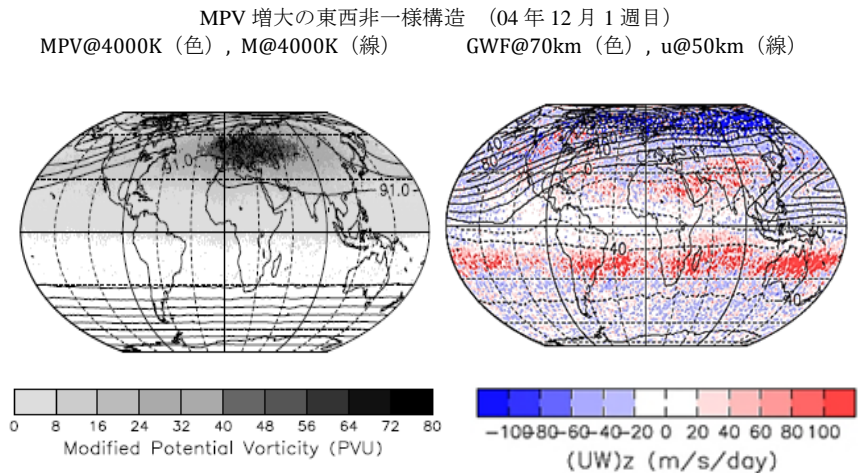 MPV 増大の東西非一様構造 （04 年 12 月 1 週目）
MPV@4000K（色）, M@4000K（線） GWF@70km（色）, u@50km（線）
91.0
91.0
40
80
0
40
40
0 8 16 24 32 40 48 56 64 72 80
Modified Potential Vorticity (PVU)
-100-80-60-40-20 0 20 40 60 80 100
(UW)z (m/s/day)